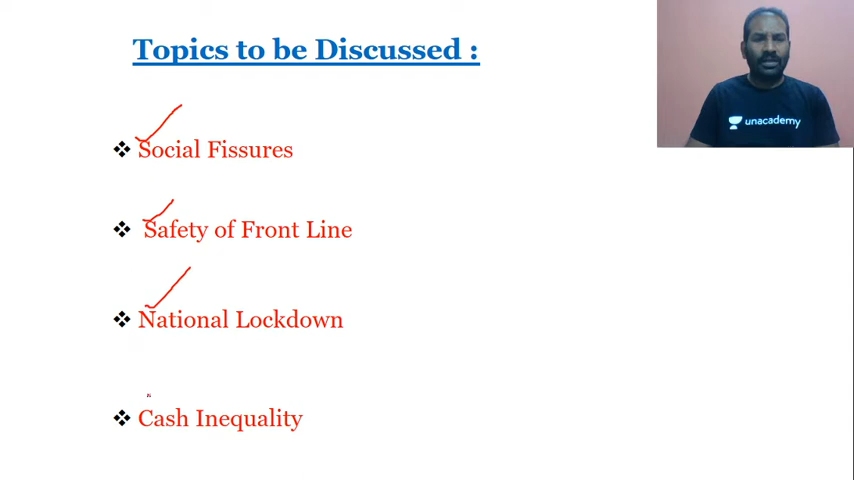 Topics to be Discussed :
unacademy
Social Fissures
Safety of Front Line
National Lockdown
Cash Inequality